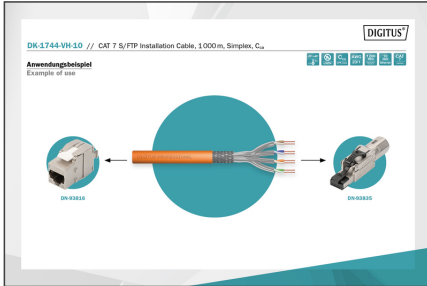 DIGITUS®
DK-1744-VH-10 // CAT 7 S/FTP Installation Cable, 1000 m, Simplex, Cca
Anwendungsbeispiel
Example of use
DN-93616
DN-93635